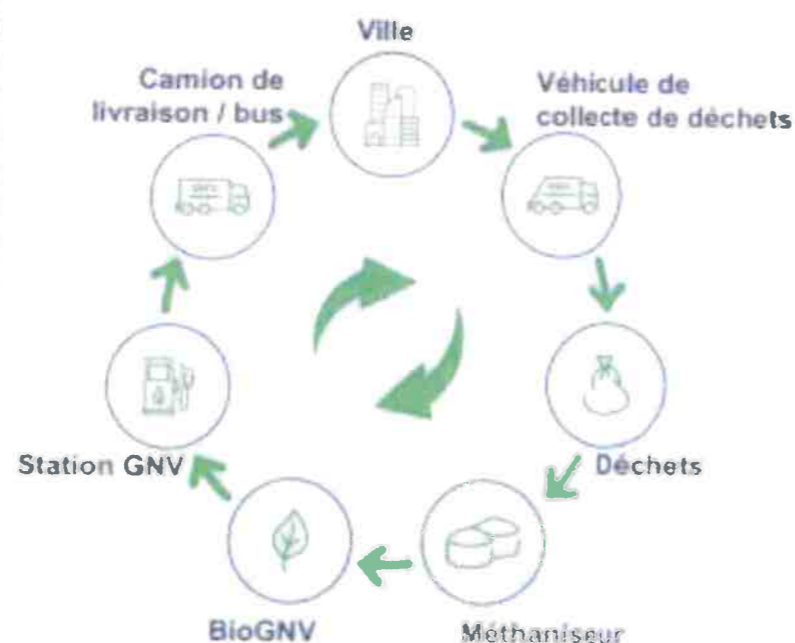 Ville
Camion de
livraison / bus
Véhicule de
collecte de déchets
Station GNV
Déchets
BioGNV
Méthaniseur